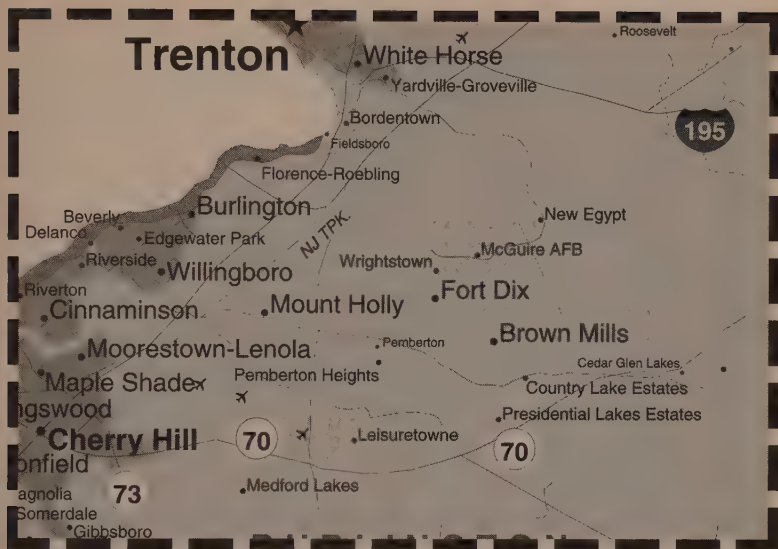 Roosevelt
Trenton
White Horse
Yardville-Groveville
195
Bordentown
Fieldsboro
Florence-Roebling
Burlington
Beverly
New Egypt
Delanco
Edgewater Park
NJ TPK.
McGuire AFB
Riverside
Willingboro
Wrightstown
Riverton
Cinnaminson
Mount Holly
Fort Dix
Brown Mills
Pemberton
Moorestown-Lenola
Cedar Glen Lakes
Maple Shade
Pemberton Heights
Country Lake Estates
ngswood
Presidential Lakes Estates
Cherry Hill
70
Leisuretowne
70
onfield
agnolia
73
Medford Lakes
Somerdale
Gibbsboro